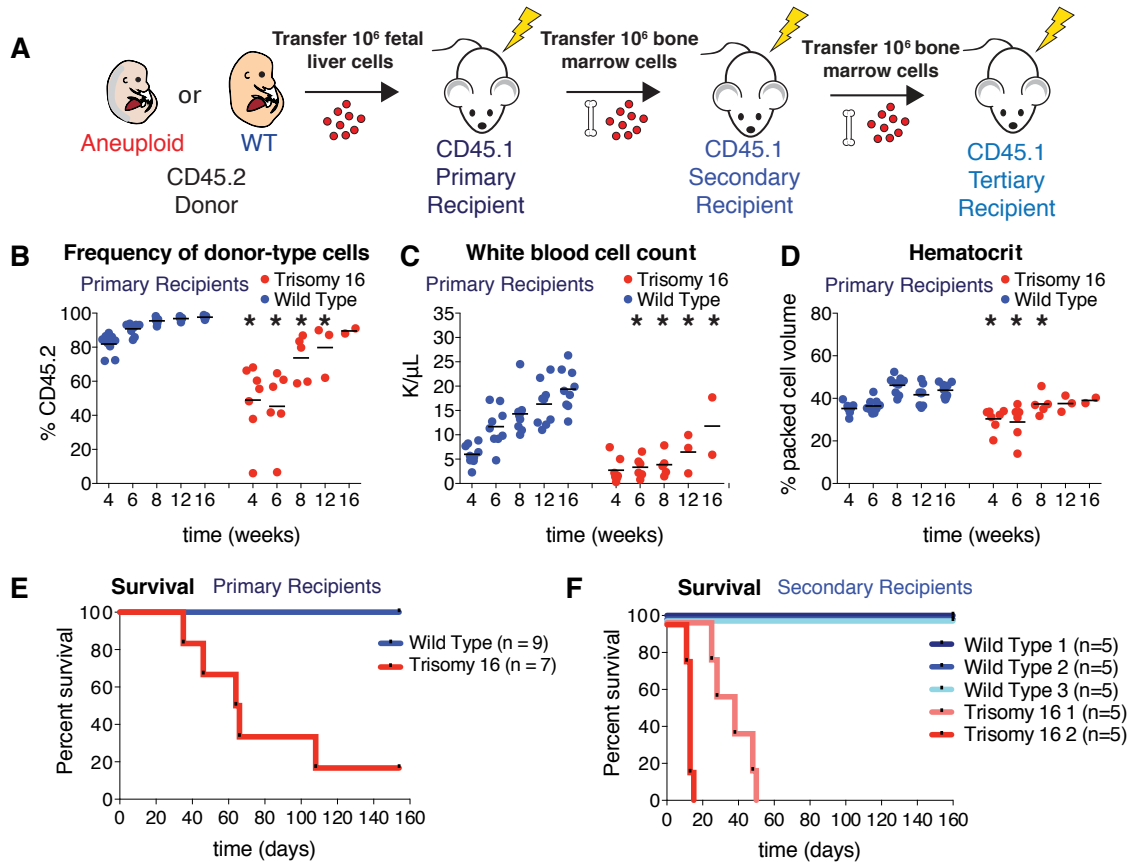 A
Transfer 10⁶ fetal
liver cells
Transfer 10⁶ bone
marrow cells
Transfer 10⁶ bone
marrow cells
or
Aneuploid
WT
CD45.2
Donor
CD45.1
Primary
Recipient
CD45.1
Secondary
Recipient
CD45.1
Tertiary
Recipient
B
Frequency of donor-type cells
Primary Recipients
Trisomy 16
Wild Type
* * * *
% CD45.2
100
80
60
40
20
0
4 6 8 12 16 4 6 8 12 16
time (weeks)
C
White blood cell count
Primary Recipients
Trisomy 16
Wild Type
* * * *
K/µL
35
30
25
20
15
10
5
0
4 6 8 12 16 4 6 8 12 16
time (weeks)
D
Hematocrit
Trisomy 16
Wild Type
* * *
% packed cell volume
80
60
40
20
0
4 6 8 12 16 4 6 8 12 16
time (weeks)
E
Survival Primary Recipients
Percent survival
100
80
60
40
20
0
0 20 40 60 80 100 120 140 160
time (days)
Wild Type (n = 9)
Trisomy 16 (n = 7)
F
Survival Secondary Recipients
Percent survival
100
80
60
40
20
0
0 20 40 60 80 100 120 140 160
time (days)
Wild Type 1 (n=5)
Wild Type 2 (n=5)
Wild Type 3 (n=5)
Trisomy 16 1 (n=5)
Trisomy 16 2 (n=5)